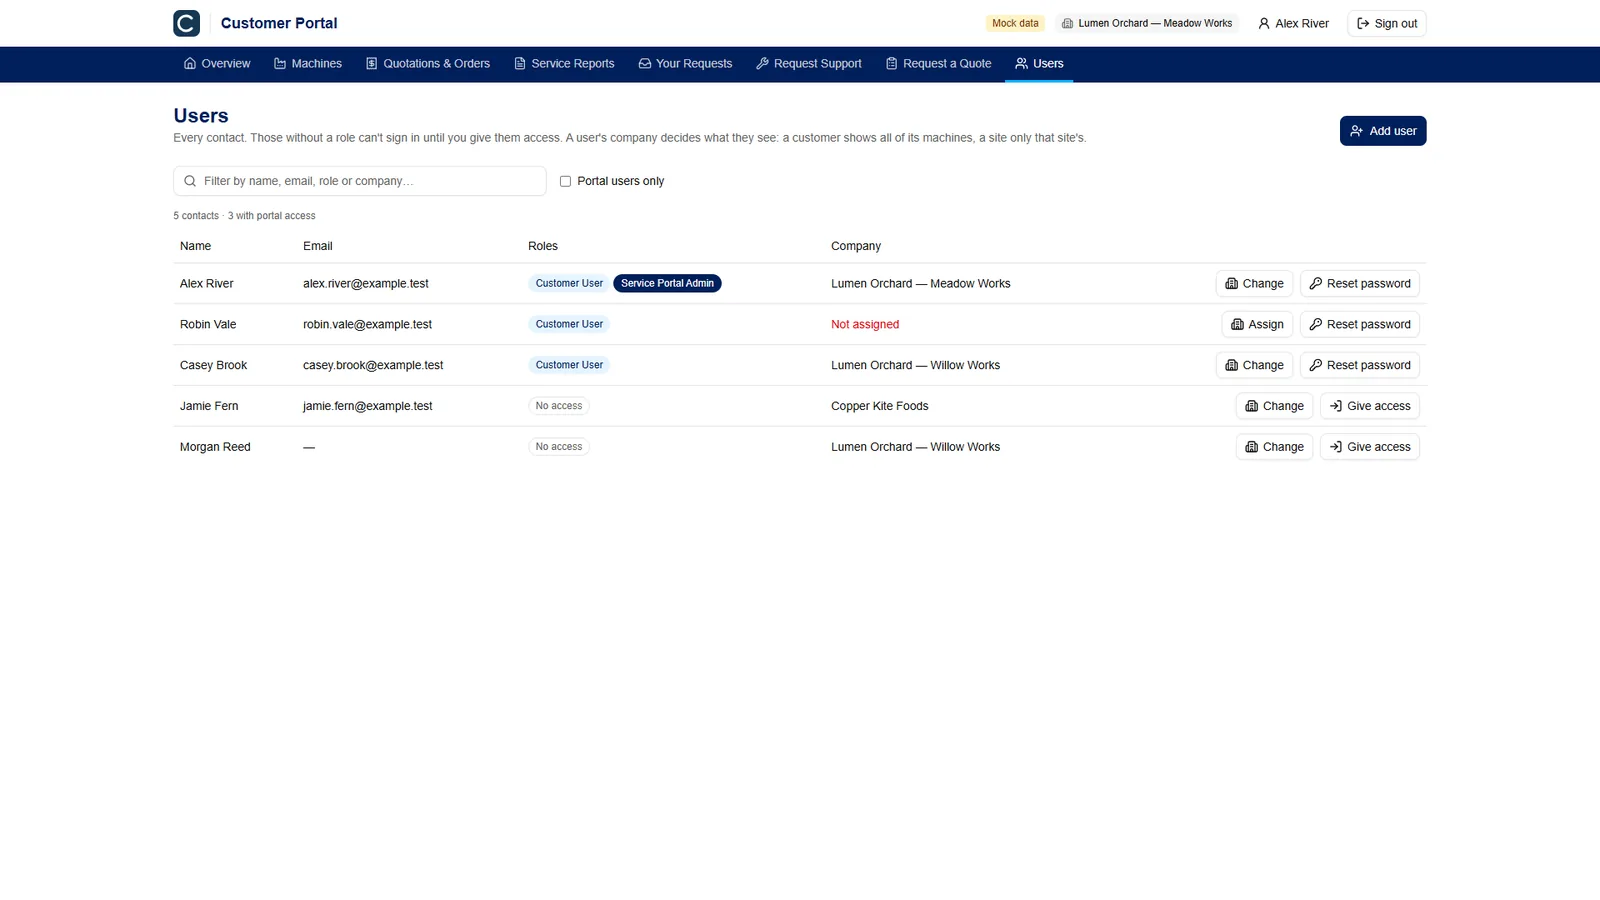 C Customer Portal Mock data Lumen Orchard — Meadow Works Alex River Sign out
Overview Machines Quotations & Orders Service Reports Your Requests Request Support Request a Quote Users
Users
Every contact. Those without a role can't sign in until you give them access. A user's company decides what they see: a customer shows all of its machines, a site only that site's.
Add user
Filter by name, email, role or company… Portal users only
5 contacts · 3 with portal access
Name Email Roles Company
Alex River alex.river@example.test Customer User Service Portal Admin Lumen Orchard — Meadow Works Change Reset password
Robin Vale robin.vale@example.test Customer User Not assigned Assign Reset password
Casey Brook casey.brook@example.test Customer User Lumen Orchard — Willow Works Change Reset password
Jamie Fern jamie.fern@example.test No access Copper Kite Foods Change Give access
Morgan Reed — No access Lumen Orchard — Willow Works Change Give access